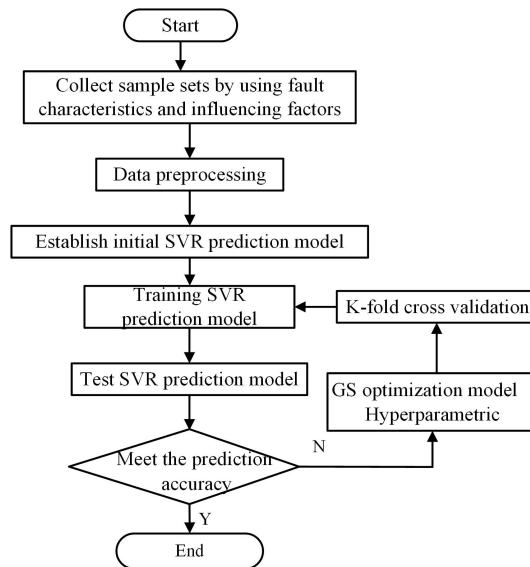 Start
Collect sample sets by using fault
characteristics and influencing factors
Data preprocessing
Establish initial SVR prediction model
Training SVR
prediction model
K-fold cross validation
Test SVR prediction model
GS optimization model
Hyperparametric
Meet the prediction
accuracy
N
Y
End